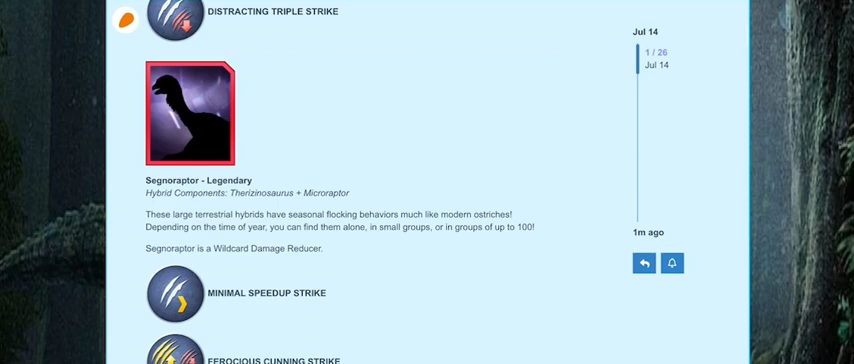 DISTRACTING TRIPLE STRIKE
Jul 14
1 / 26
Jul 14
Segnoraptor - Legendary
Hybrid Components: Therizinosaurus + Microraptor
These large terrestrial hybrids have seasonal flocking behaviors much like modern ostriches!
Depending on the time of year, you can find them alone, in small groups, or in groups of up to 100!
1m ago
Segnoraptor is a Wildcard Damage Reducer.
MINIMAL SPEEDUP STRIKE
FEROCIOUS CUNNING STRIKE